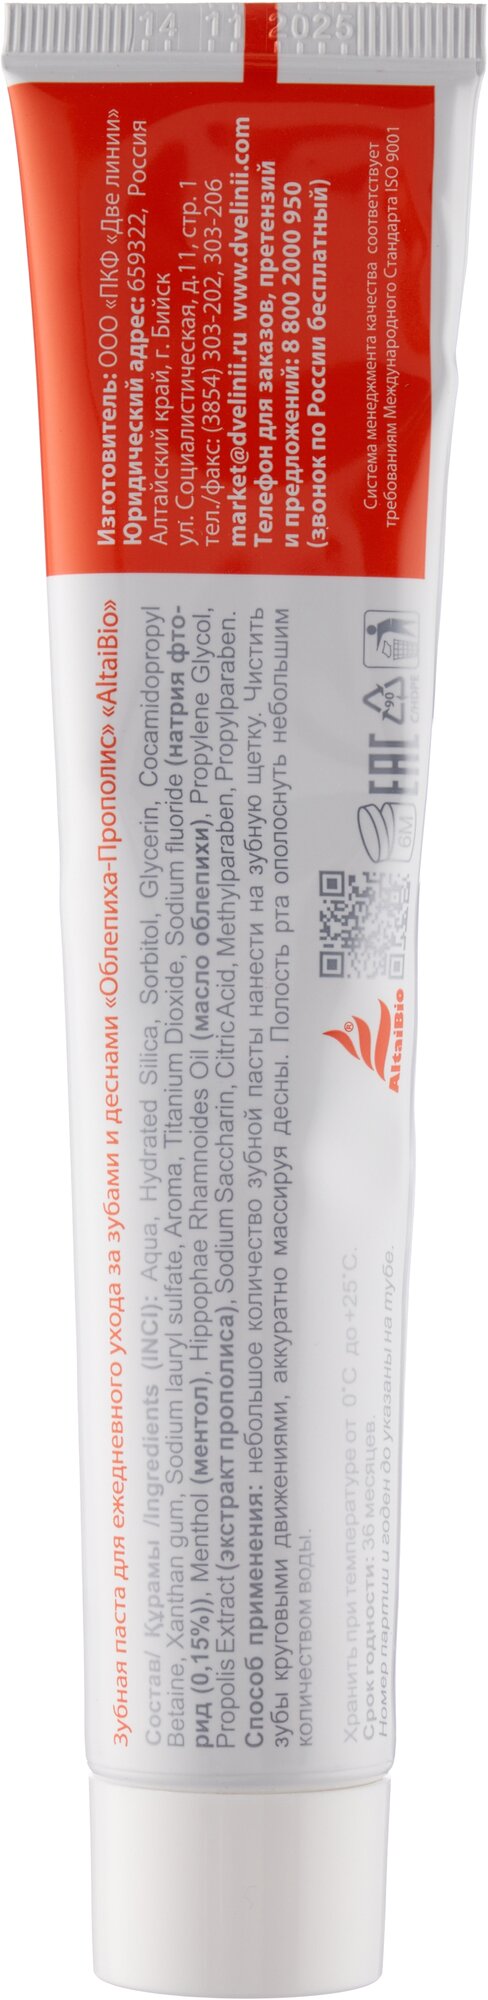 14 11 2025
Изготовитель: ООО «ПКФ «Две линии»
Юридический адрес: 659322, Россия
Алтайский край, г. Бийск
ул. Социалистическая, д.11, стр. 1
тел./факс: (3854) 303-202, 303-206
market@dvelinii.ru www.dvelinii.com
Телефон для заказов, претензий
и предложений: 8 800 2000 950
(звонок по России бесплатный)
Система менеджмента качества соответствует
требованиям Международного Стандарта ISO 9001
Зубная паста для ежедневного ухода за зубами и деснами «Облепиха-Прополис» «AltaiBio»
Состав/ Құрамы /Ingredients (INCI): Aqua, Hydrated Silica, Sorbitol, Glycerin, Cocamidopropyl
Betaine, Xanthan gum, Sodium lauryl sulfate, Aroma, Titanium Dioxide, Sodium fluoride (натрия фто-
рид (0,15%)), Menthol (ментол), Hippophae Rhamnoides Oil (масло облепихи), Propylene Glycol,
Propolis Extract (экстракт прополиса), Sodium Saccharin, Citric Acid, Methylparaben, Propylparaben.
Способ применения: небольшое количество зубной пасты нанести на зубную щетку. Чистить
зубы круговыми движениями, аккуратно массируя десны. Полость рта ополоснуть небольшим
количеством воды.
Хранить при температуре от 0°С до +25°С.
Срок годности: 36 месяцев.
Номер партии и годен до указаны на тубе.
® AltaiBio
6M
EAC
90
C/HDPE